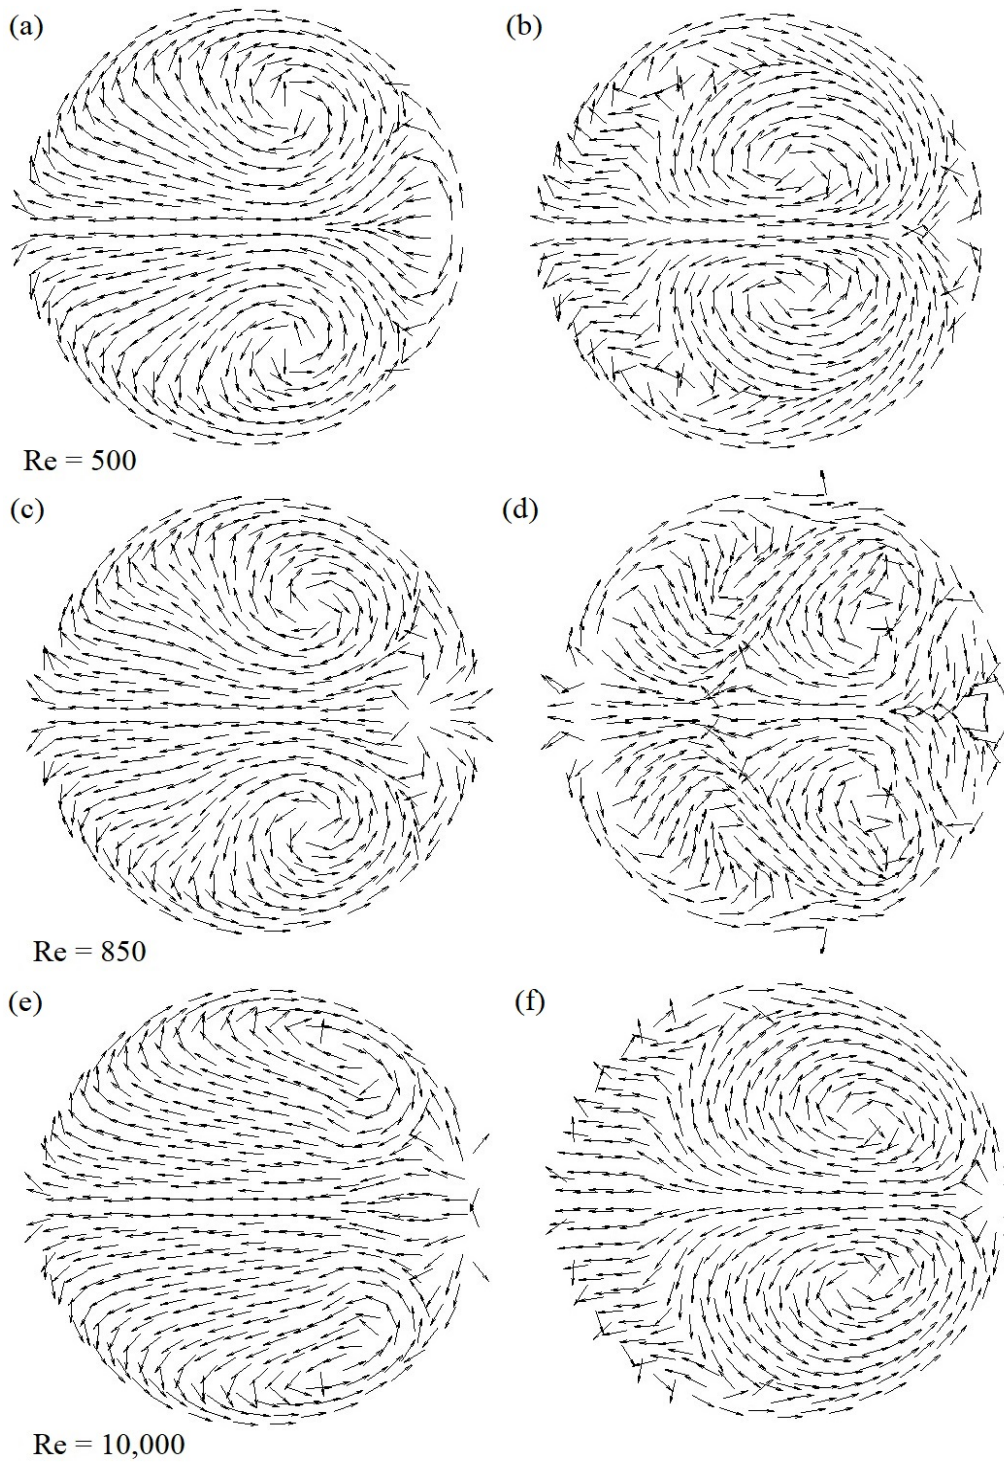 (a)
(b)
Re = 500
(c)
(d)
Re = 850
(e)
(f)
Re = 10,000